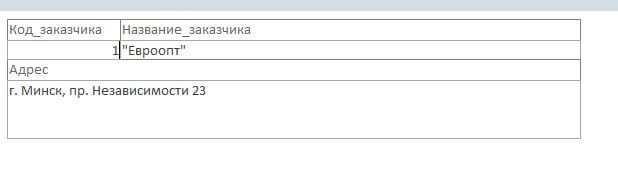 Код_заказчика Название_заказчика
1 "Евроопт"
Адрес
г. Минск, пр. Независимости 23